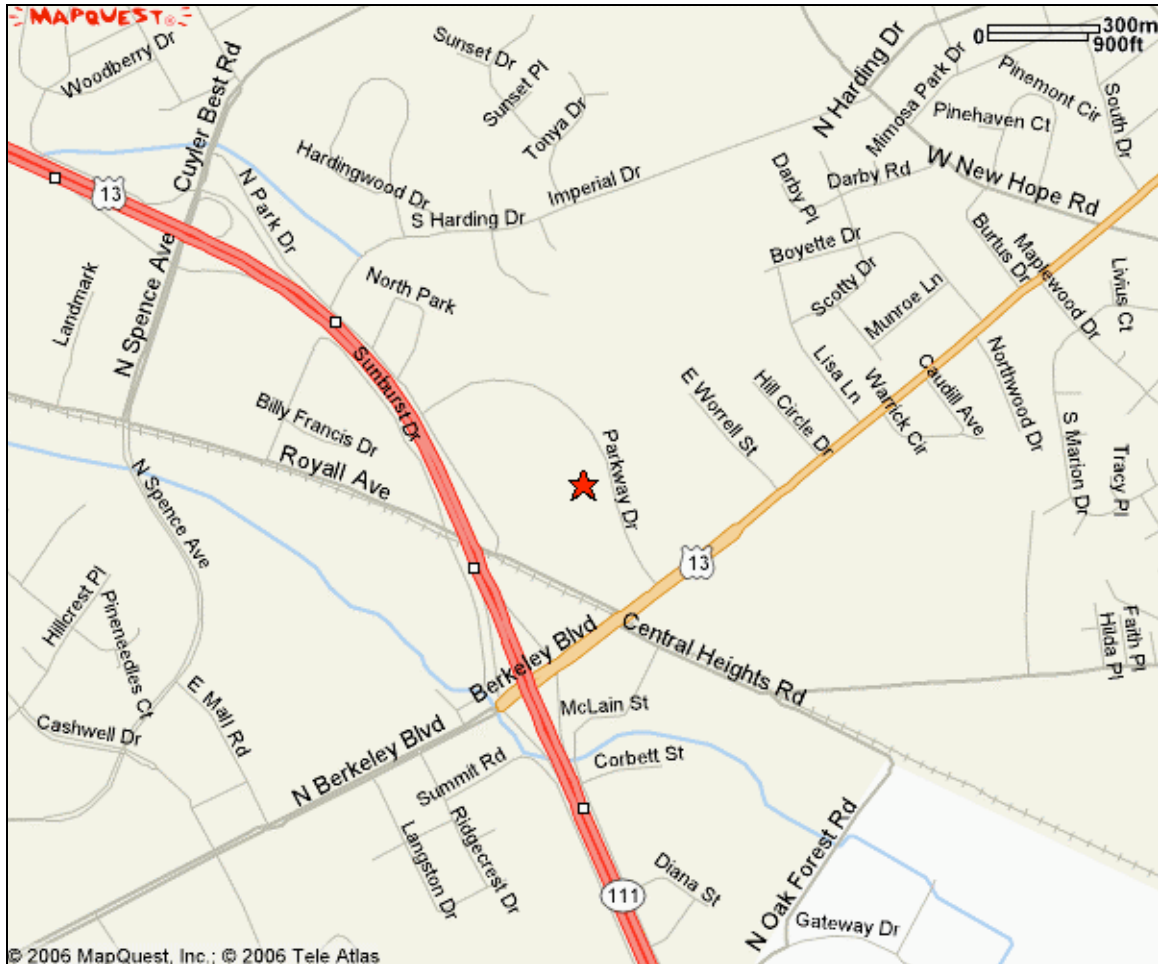 MAPQUEST®
300m
0
900ft
Woodberry Dr
Cuyler Best Rd
Sunset Dr
Sunset Pl
Tonya Dr
N Harding Dr
Mimosa Park Dr
Pinemont Cir
Pinehaven Ct
South Dr
13
N Park Dr
Hardingwood Dr
S Harding Dr
Imperial Dr
Darby Pl
Darby Rd
W New Hope Rd
Landmark
N Spence Ave
North Park
Boyette Dr
Scotty Dr
Munroe Ln
Burtus Dr
Maplewood Dr
Livius Ct
Sunburst Dr
Billy Francis Dr
Royall Ave
Parkway Dr
E Worrell St
Hill Circle Dr
Lisa Ln
Warrick Cir
Caudill Ave
Northwood Dr
S Marion Dr
Tracy Pl
N Spence Ave
13
Hillcrest Pl
Pineneedles Ct
Cashwell Dr
E Mall Rd
Berkeley Blvd
Central Heights Rd
Faith Pl
Hilda Pl
McLain St
N Berkeley Blvd
Summit Rd
Corbett St
Langston Dr
Ridgecrest Dr
Diana St
111
N Oak Forest Rd
Gateway Dr
© 2006 MapQuest, Inc.; © 2006 Tele Atlas